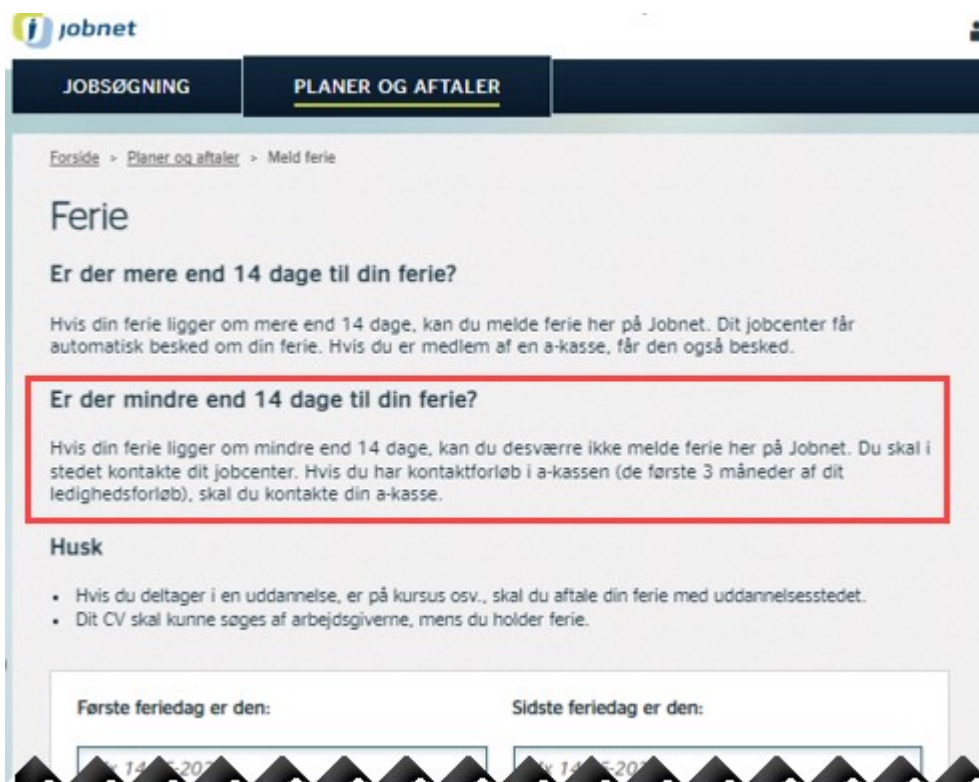 jobnet
JOBSØGNING PLANER OG AFTALER
Forside > Planer og aftaler > Meld ferie
Ferie
Er der mere end 14 dage til din ferie?
Hvis din ferie ligger om mere end 14 dage, kan du melde ferie her på Jobnet. Dit jobcenter får
automatisk besked om din ferie. Hvis du er medlem af en a-kasse, får den også besked.
Er der mindre end 14 dage til din ferie?
Hvis din ferie ligger om mindre end 14 dage, kan du desværre ikke melde ferie her på Jobnet. Du skal i
stedet kontakte dit jobcenter. Hvis du har kontaktforløb i a-kassen (de første 3 måneder af dit
ledighedsforløb), skal du kontakte din a-kasse.
Husk
• Hvis du deltager i en uddannelse, er på kursus osv., skal du aftale din ferie med uddannelsesstedet.
• Dit CV skal kunne søges af arbejdsgiverne, mens du holder ferie.
Første feriedag er den: Sidste feriedag er den: